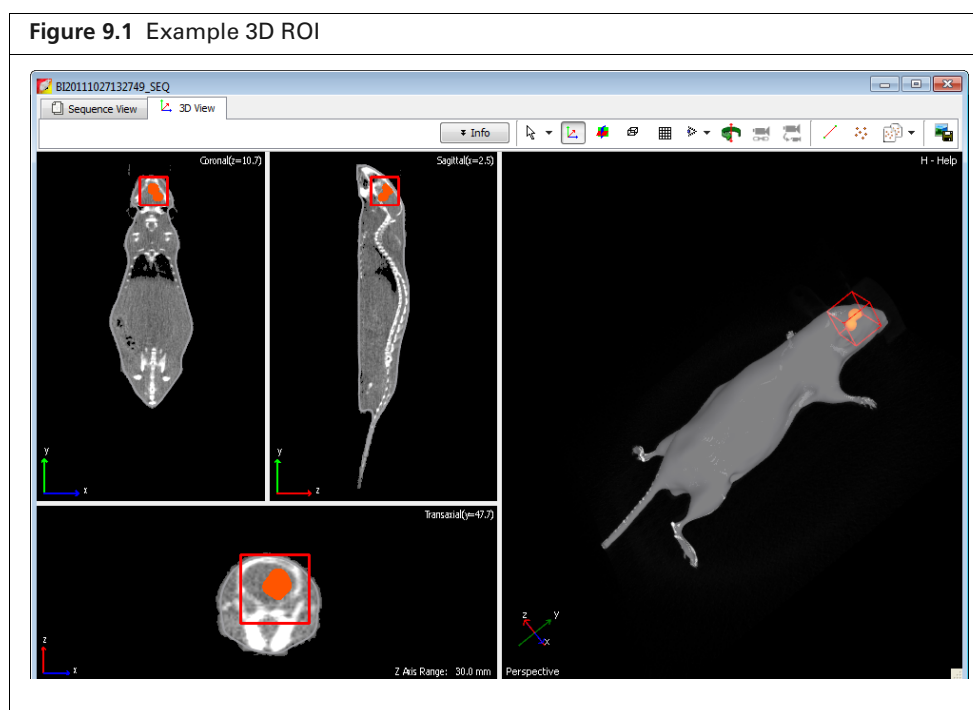 Figure 9.1 Example 3D ROI
BI20111027132749_SEQ
Sequence View
3D View
Info
Coronal(z=10.7)
Sagittal(x=2.5)
H - Help
y
x
y
z
Transaxial(y=47.7)
z
x
Z Axis Range: 30.0 mm
z
y
x
Perspective